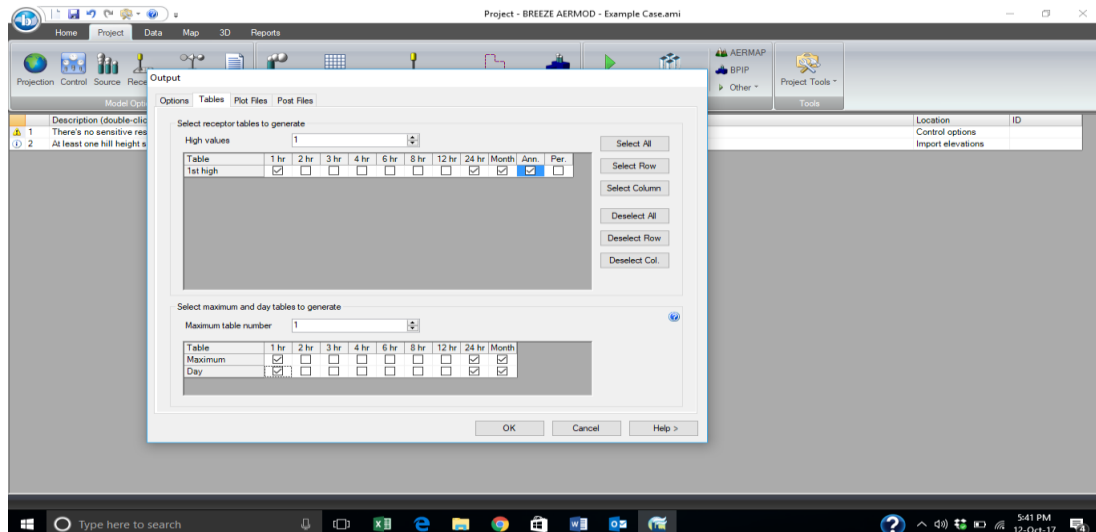 Project - BREEZE AERMOD - Example Case.ami
Home Project Data Map 3D Reports
Projection Control Source Rece
AERMAP
BPIP
Other
Project Tools
Model Opti
Tools
Output
Options Tables Plot Files Post Files
Description (double-clic
Location ID
1 There's no sensitive res
Control options
2 At least one hill height s
Import elevations
Select receptor tables to generate
High values 1
Table 1 hr 2 hr 3 hr 4 hr 6 hr 8 hr 12 hr 24 hr Month Ann. Per.
1st high
Select All
Select Row
Select Column
Deselect All
Deselect Row
Deselect Col.
Select maximum and day tables to generate
Maximum table number 1
Table 1 hr 2 hr 3 hr 4 hr 6 hr 8 hr 12 hr 24 hr Month
Maximum
Day
OK Cancel Help >
Type here to search
5:41 PM
12-Oct-17